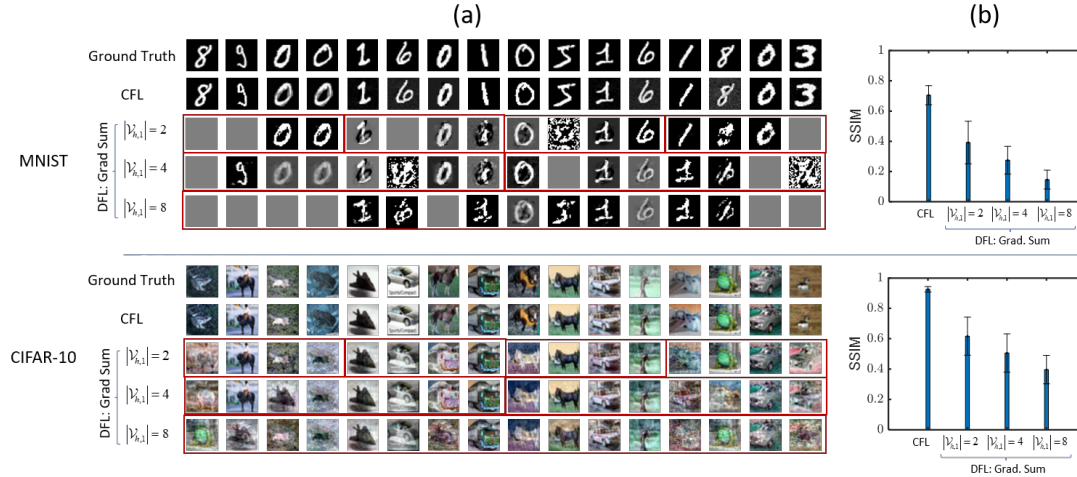 (a)
(b)
MNIST
Ground Truth
CFL
DFL: Grad Sum
|𝒱ₕ,₁| = 2
|𝒱ₕ,₁| = 4
|𝒱ₕ,₁| = 8
SSIM
1
0.8
0.6
0.4
0.2
0
CFL |𝒱ₕ,₁| = 2 |𝒱ₕ,₁| = 4 |𝒱ₕ,₁| = 8
DFL: Grad. Sum
CIFAR-10
Ground Truth
CFL
DFL: Grad Sum
|𝒱ₕ,₁| = 2
|𝒱ₕ,₁| = 4
|𝒱ₕ,₁| = 8
SSIM
1
0.8
0.6
0.4
0.2
0
CFL |𝒱ₕ,₁| = 2 |𝒱ₕ,₁| = 4 |𝒱ₕ,₁| = 8
DFL: Grad. Sum